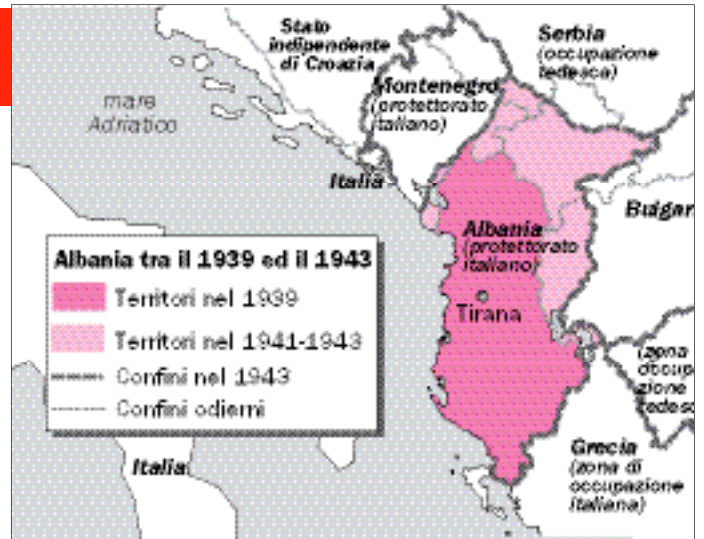 Stato
indipendente
di Croazia
Serbia
(occupazione
tedesca)
Montenegro
(protettorato
italiano)
mare
Adriatico
Italia
Bulgar
Albania
(protettorato
italiano)
Tirana
Albania tra il 1939 ed il 1943
Territori nel 1939
Territori nel 1941-1943
Confini nel 1943
Confini odierni
(zona
occup
zione
tedesc
Italia
Grecia
(zona di
occupazione
italiana)